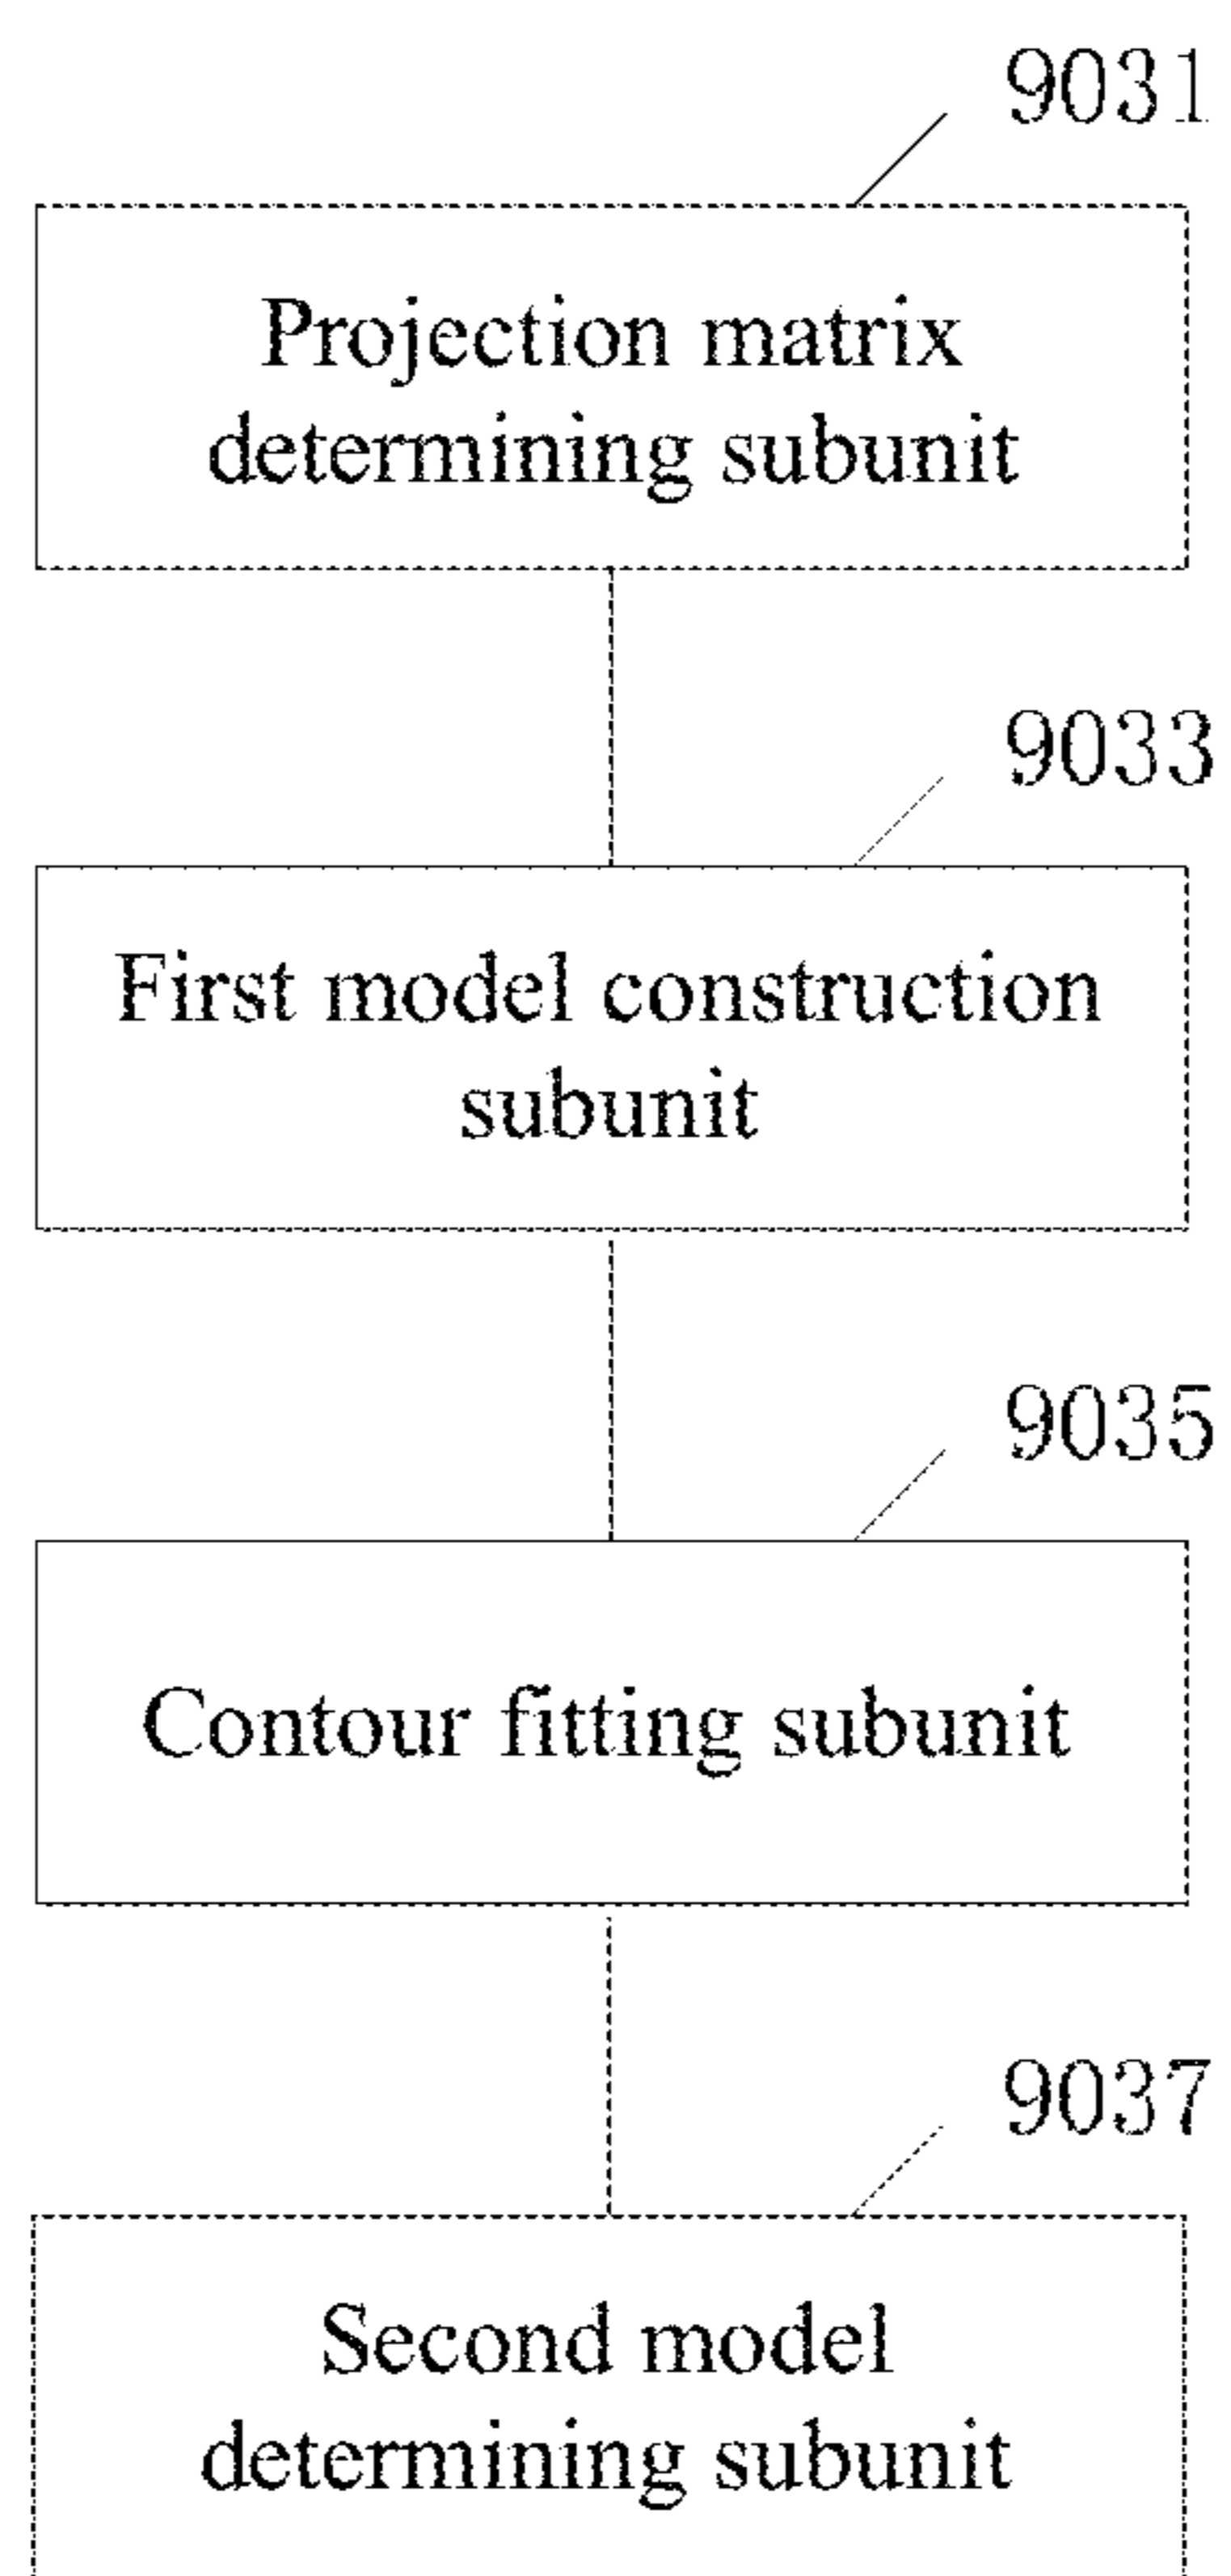 9031
Projection matrix
determining subunit
9033
First model construction
subunit
9035
Contour fitting subunit
9037
Second model
determining subunit